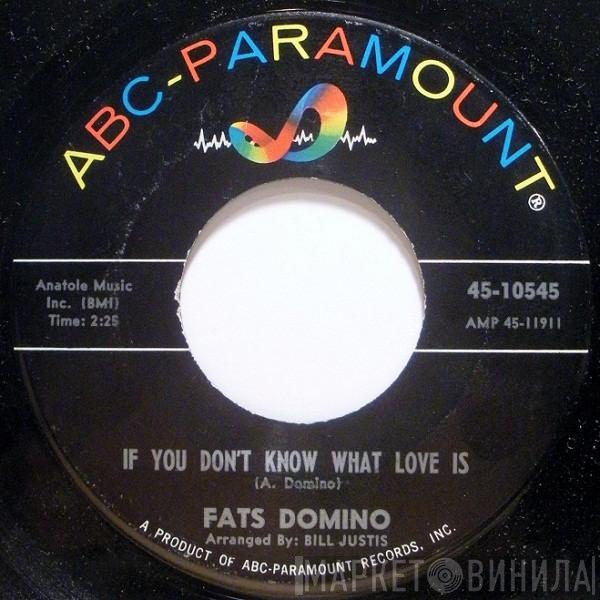 ABC-PARAMOUNT®
Anatole Music
Inc. (BMI)
Time: 2:25
45-10545
AMP 45-11911
IF YOU DON'T KNOW WHAT LOVE IS
(A. Domino)
FATS DOMINO
Arranged By: BILL JUSTIS
A PRODUCT OF ABC-PARAMOUNT RECORDS, INC.
МАРКЕТ ВИНИЛА